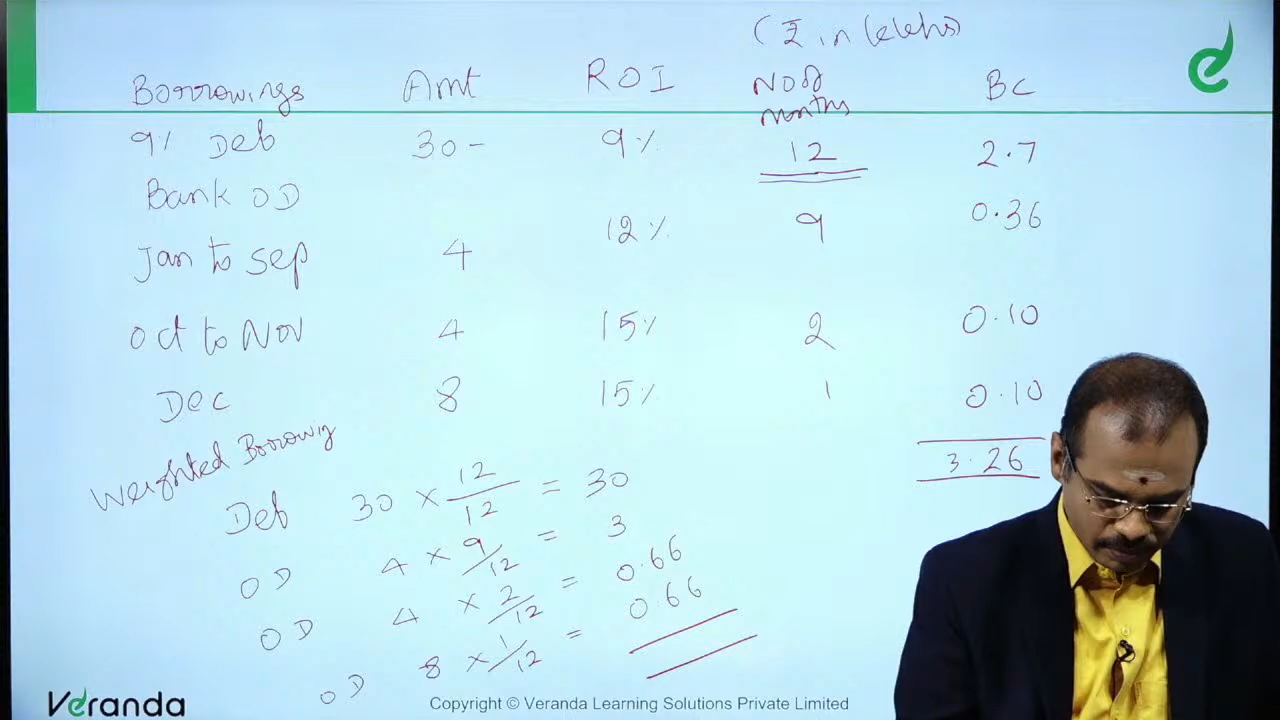 (₹ in lakhs)
Borrowings Amt ROI No of months BC
9% Deb 30 - 9% 12 2.7
Bank OD
Jan to Sep 4 12% 9 0.36
Oct to Nov 4 15% 2 0.10
Dec 8 15% 1 0.10
3.26
Weighted Borrowing
Deb 30 × 12/12 = 30
OD 4 × 9/12 = 3
OD 4 × 2/12 = 0.66
OD 8 × 1/12 = 0.66
Veranda
Copyright © Veranda Learning Solutions Private Limited